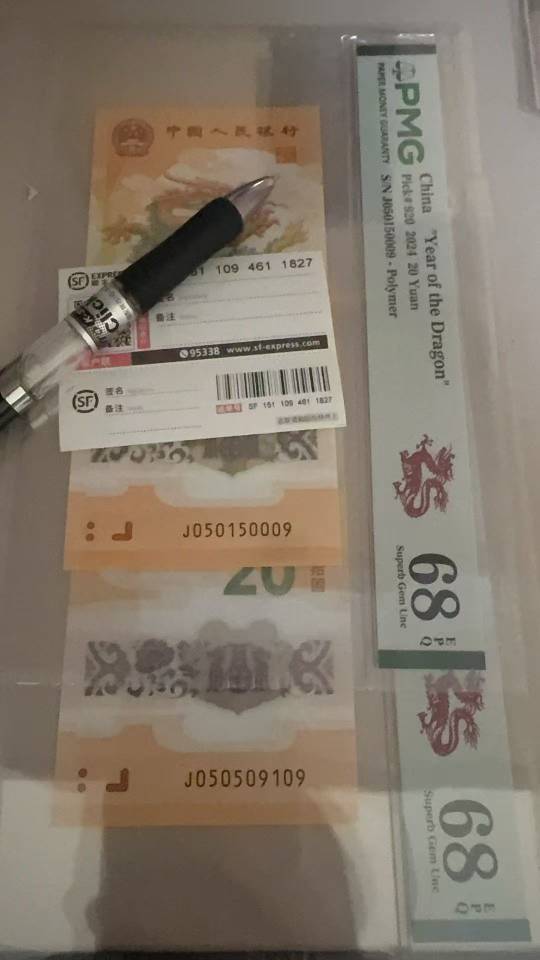 中国人民银行
SF EXPRESS
109 461 1827
备注
95338 www.sf-express.com
SF
签名
备注
SF 151 109 461 1827
J050150009
20
J050509109
PMG
PAPER MONEY GUARANTY
China "Year of the Dragon"
Pick# 920 2024 20 Yuan
S/N J050150009 - Polymer
68 EPQ
Superb Gem Unc
68 EPQ
Superb Gem Unc